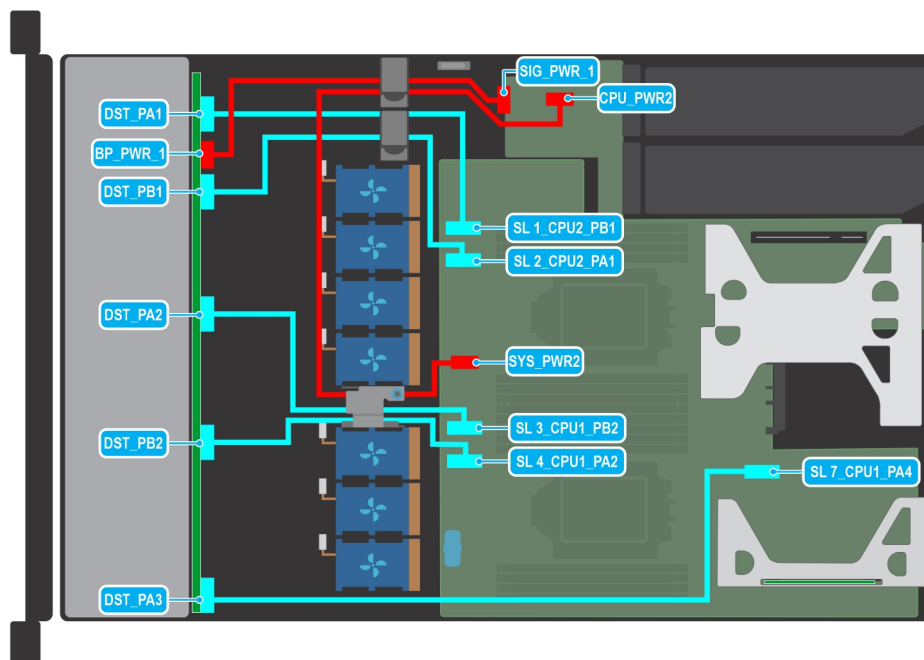 SIG_PWR_1
CPU_PWR2
DST_PA1
BP_PWR_1
DST_PB1
SL 1_CPU2_PB1
SL 2_CPU2_PA1
DST_PA2
SYS_PWR2
SL 3_CPU1_PB2
DST_PB2
SL 4_CPU1_PA2
SL 7_CPU1_PA4
DST_PA3